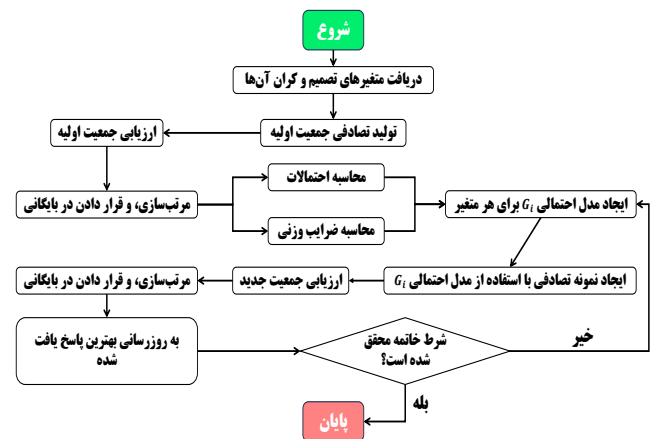 شروع
دریافت متغیرهای تصمیم و کران آن‌ها
تولید تصادفی جمعیت اولیه
ارزیابی جمعیت اولیه
مرتب‌سازی، و قرار دادن در بایگانی
محاسبه احتمالات
محاسبه ضرایب وزنی
ایجاد مدل احتمالی G_i برای هر متغیر
ایجاد نمونه تصادفی با استفاده از مدل احتمالی G_i
ارزیابی جمعیت جدید
مرتب‌سازی، و قرار دادن در بایگانی
به روزرسانی بهترین پاسخ یافت
شده
شرط خاتمه محقق
شده است؟
خیر
بله
پایان